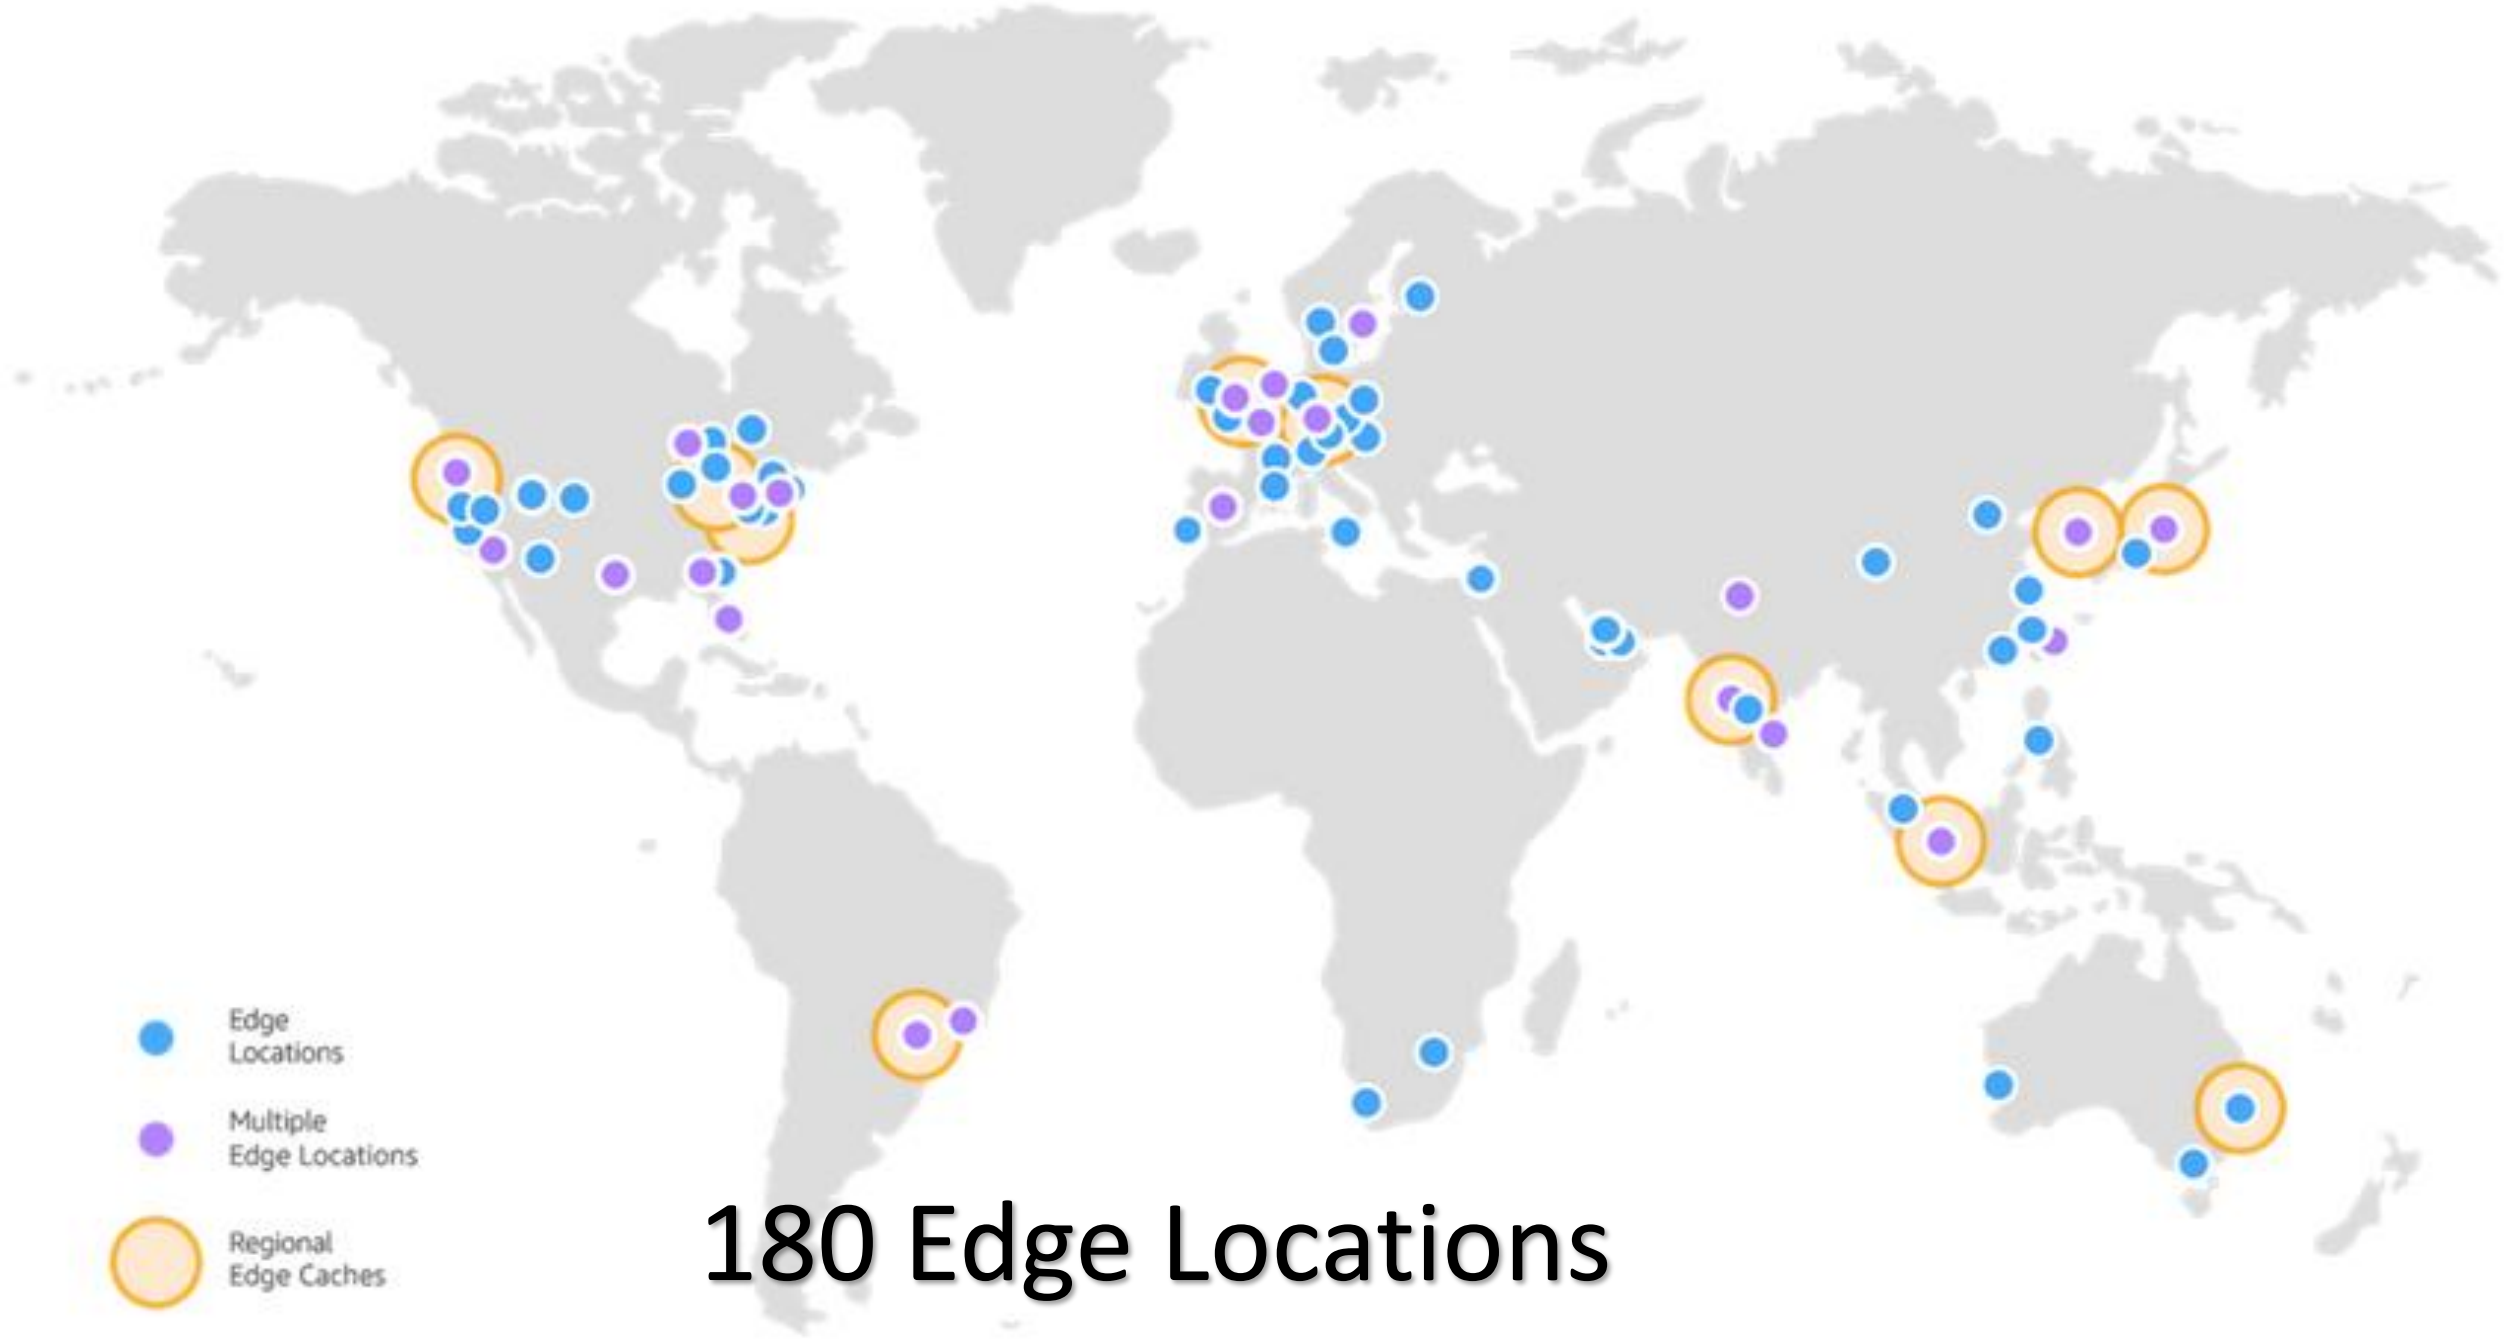 Edge
Locations
Multiple
Edge Locations
Regional
Edge Caches
180 Edge Locations